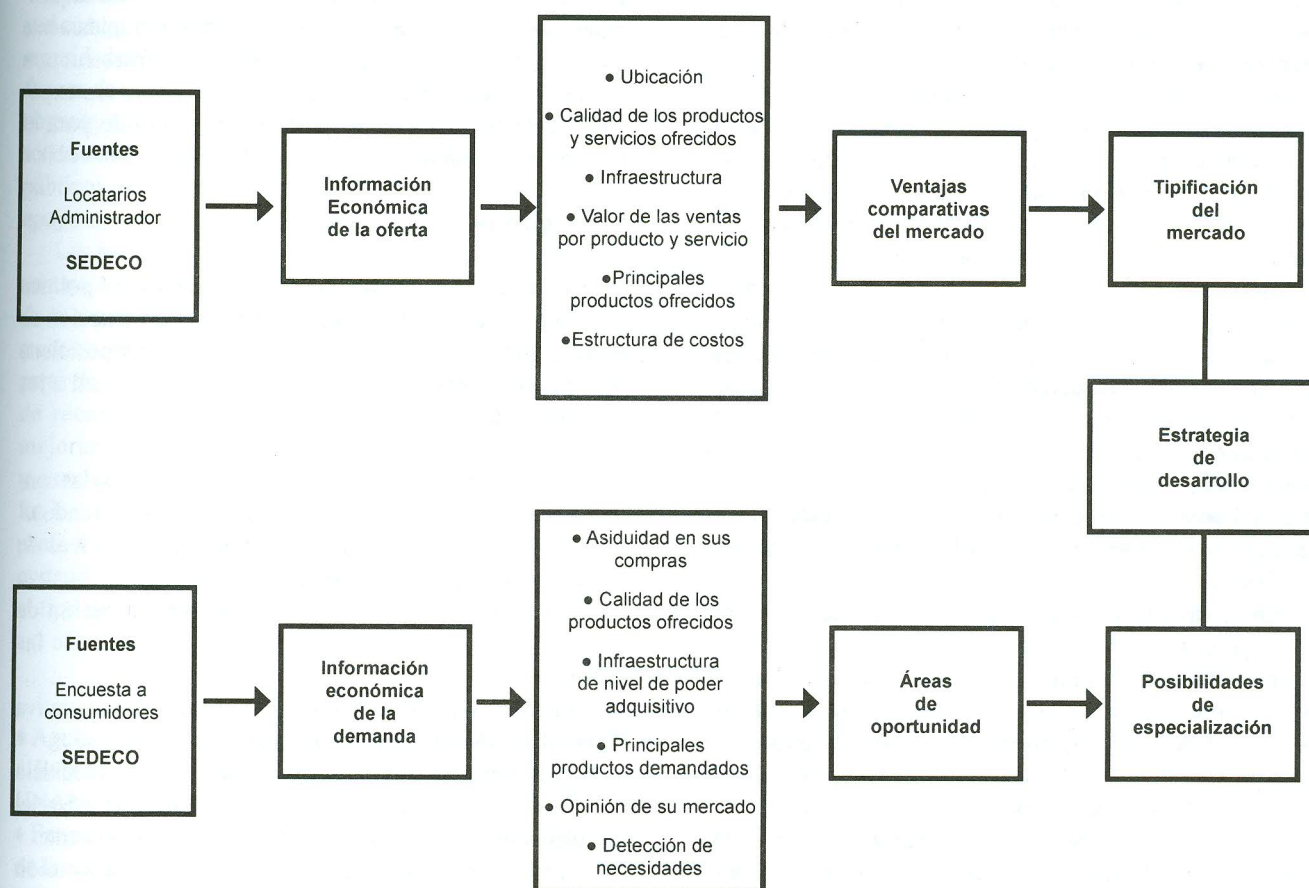 Fuentes
Locatarios
Administrador
SEDECO
Información
Económica
de la oferta
● Ubicación
● Calidad de los productos
y servicios ofrecidos
● Infraestructura
● Valor de las ventas
por producto y servicio
●Principales
productos ofrecidos
●Estructura de costos
Ventajas
comparativas
del mercado
Tipificación
del
mercado
Estrategia
de
desarrollo
Fuentes
Encuesta a
consumidores
SEDECO
Información
económica
de la
demanda
● Asiduidad en sus
compras
● Calidad de los
productos ofrecidos
● Infraestructura
de nivel de poder
adquisitivo
● Principales
productos demandados
● Opinión de su mercado
● Detección de
necesidades
Áreas
de
oportunidad
Posibilidades
de
especialización